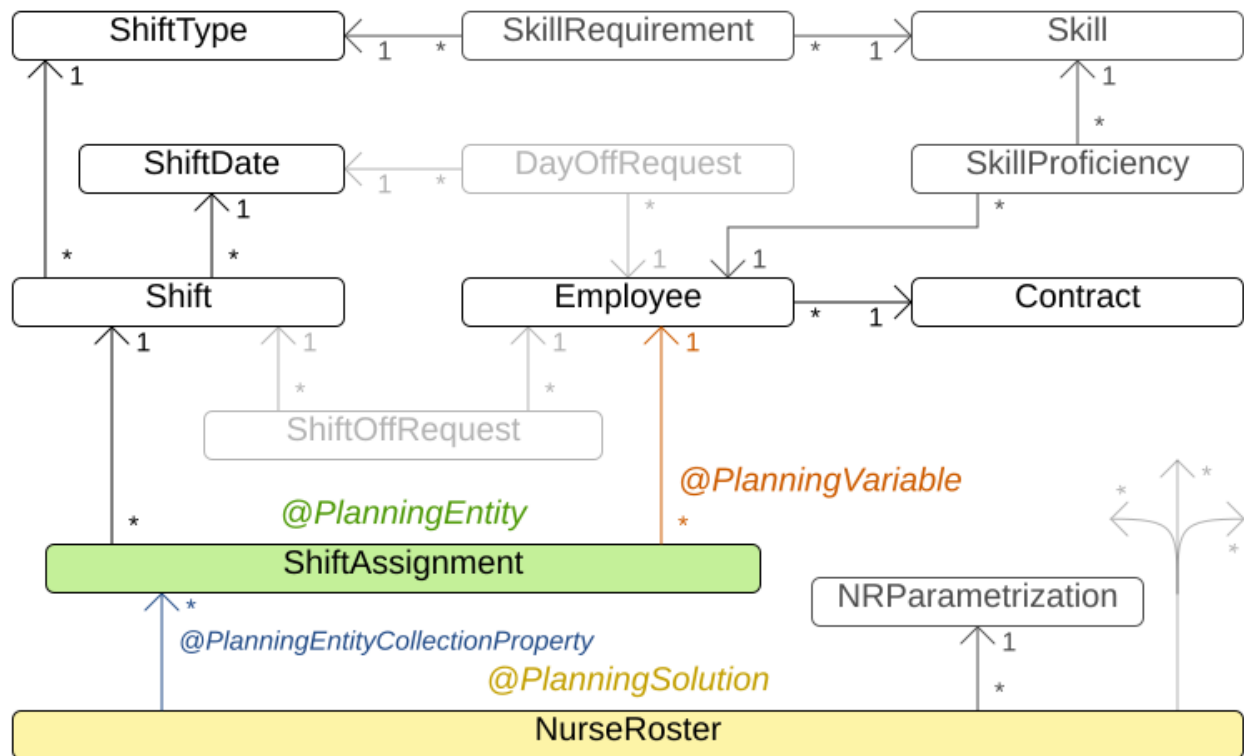 ShiftType
1
*
SkillRequirement
*
1
Skill
1
1
*
ShiftDate
1
*
DayOffRequest
SkillProficiency
1
*
*
*
*
1
1
Shift
Employee
*
1
Contract
1
1
1
1
*
*
ShiftOffRequest
@PlanningVariable
*
*
@PlanningEntity
*
*
*
ShiftAssignment
*
NRParametrization
@PlanningEntityCollectionProperty
1
@PlanningSolution
*
NurseRoster